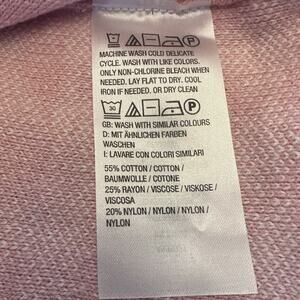 P
MACHINE WASH COLD DELICATE
CYCLE. WASH WITH LIKE COLORS.
ONLY NON-CHLORINE BLEACH WHEN
NEEDED. LAY FLAT TO DRY. COOL
IRON IF NEEDED. OR DRY CLEAN
30 P
GB: WASH WITH SIMILAR COLOURS
D: MIT ÄHNLICHEN FARBEN
WASCHEN
I: LAVARE CON COLORI SIMILARI
55% COTTON / COTON /
BAUMWOLLE / COTONE
25% RAYON / VISCOSE / VISKOSE /
VISCOSA
20% NYLON / NYLON / NYLON /
NYLON